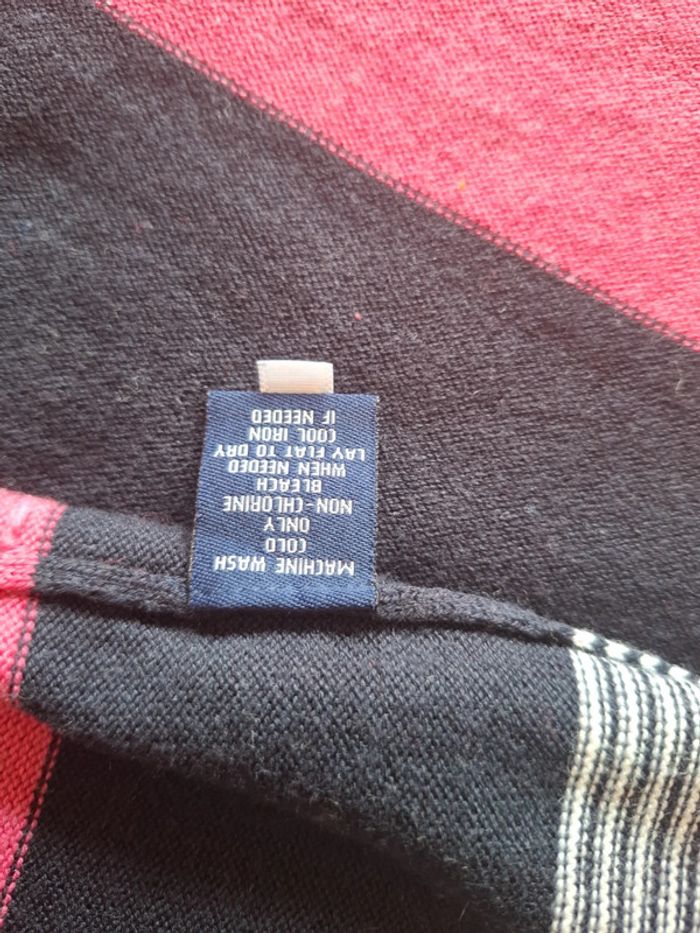 MACHINE WASH
COLD
ONLY
NON-CHLORINE
BLEACH
WHEN NEEDED
LAY FLAT TO DRY
COOL IRON
IF NEEDED